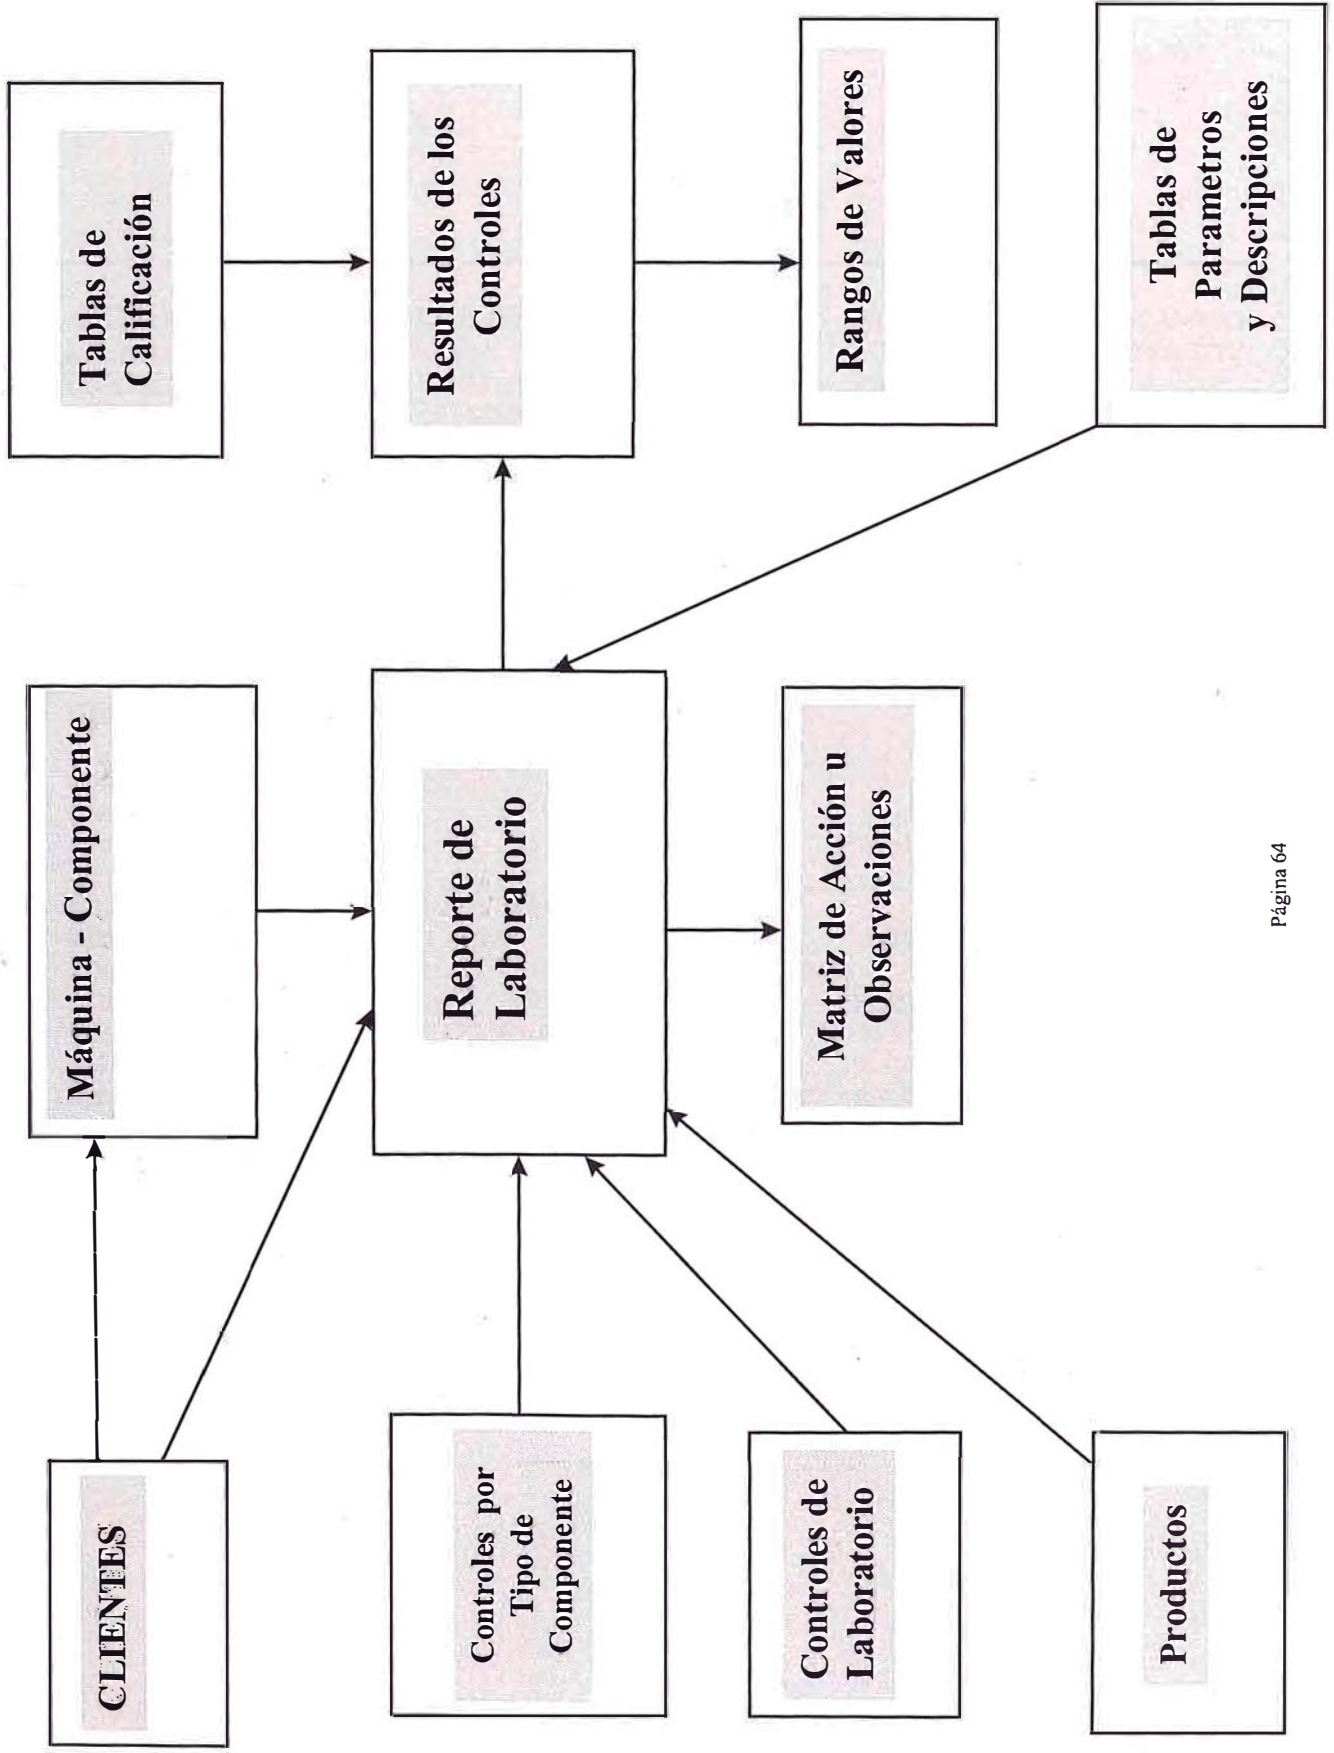 CLIENTES
Máquina - Componente
Tablas de
Calificación
Controles por
Tipo de
Componente
Reporte de
Laboratorio
Resultados de los
Controles
Controles de
Laboratorio
Matriz de Acción u
Observaciones
Rangos de Valores
Productos
Tablas de
Parametros
y Descripciones
Página 64